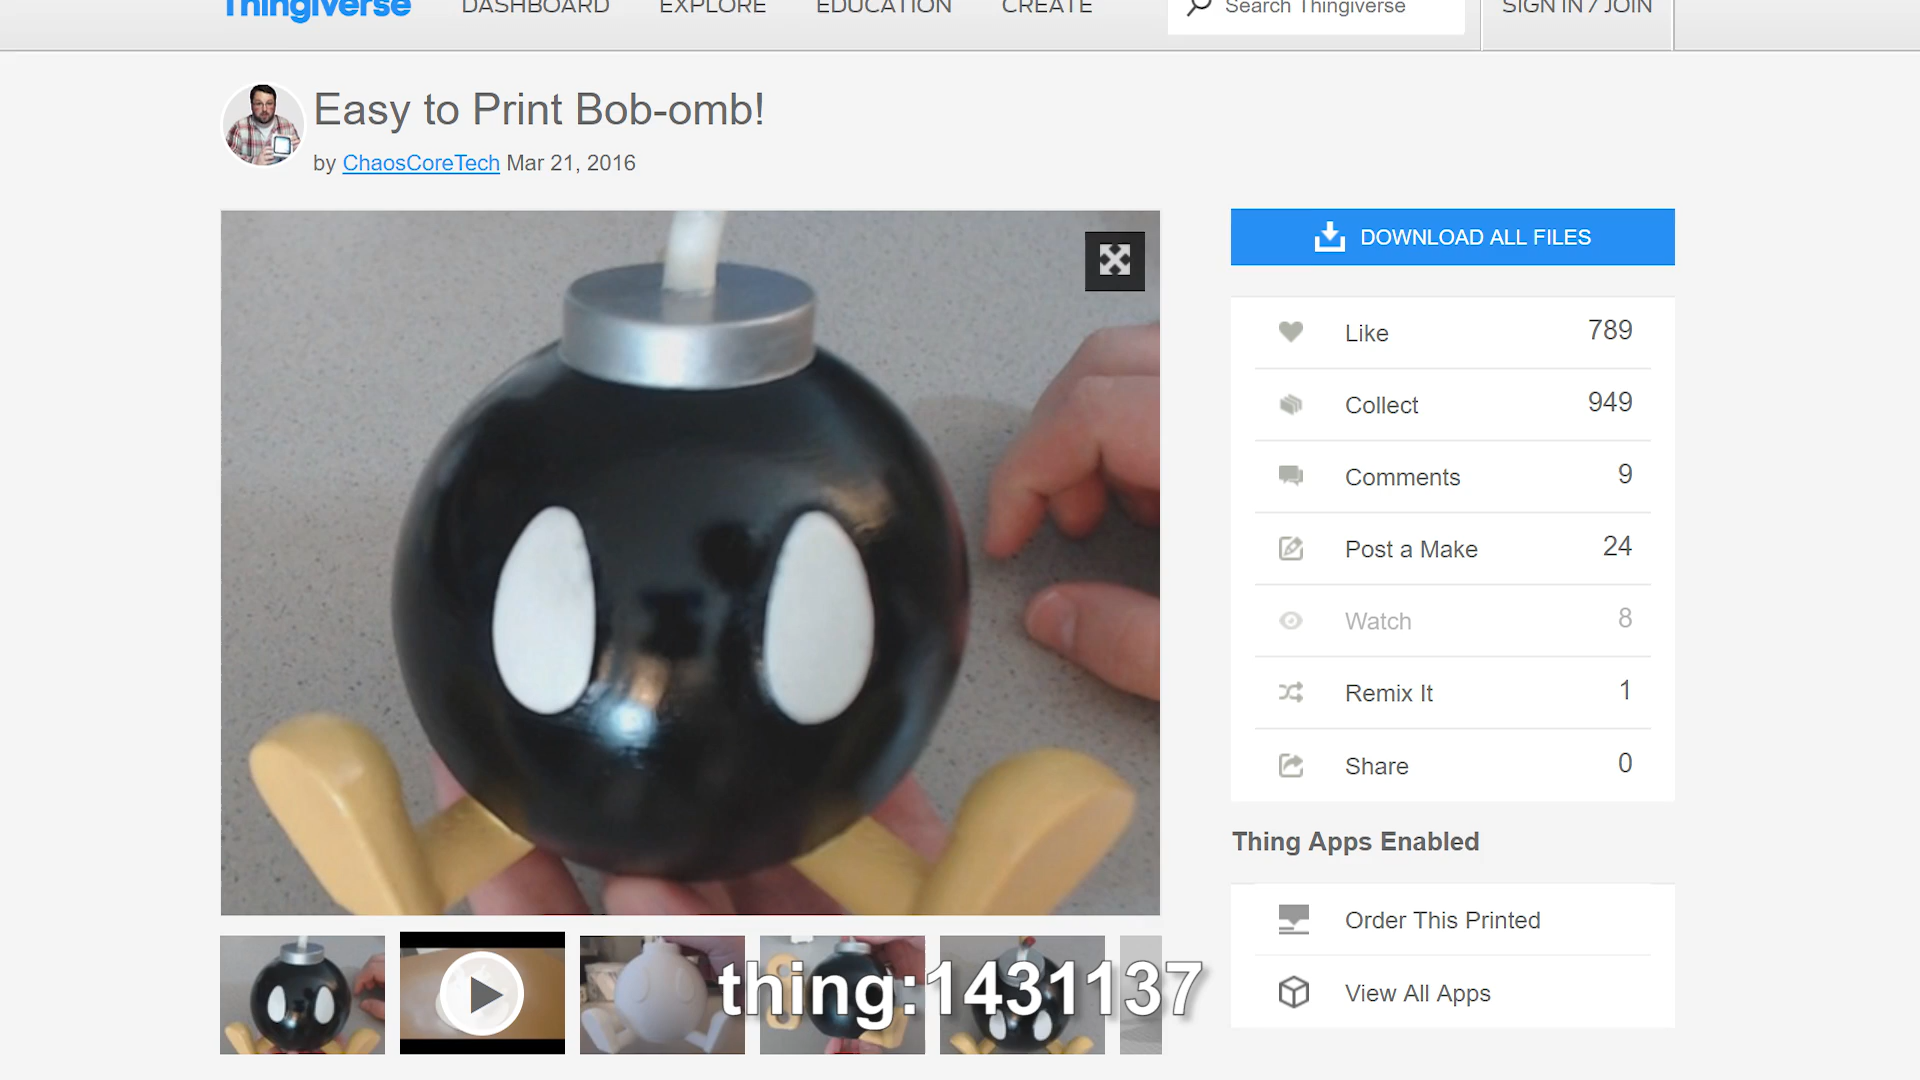 Thingiverse
DASHBOARD
EXPLORE
EDUCATION
CREATE
Search Thingiverse
SIGN IN / JOIN
Easy to Print Bob-omb!
by ChaosCoreTech Mar 21, 2016
DOWNLOAD ALL FILES
Like 789
Collect 949
Comments 9
Post a Make 24
Watch 8
Remix It 1
Share 0
Thing Apps Enabled
Order This Printed
View All Apps
thing:1431137